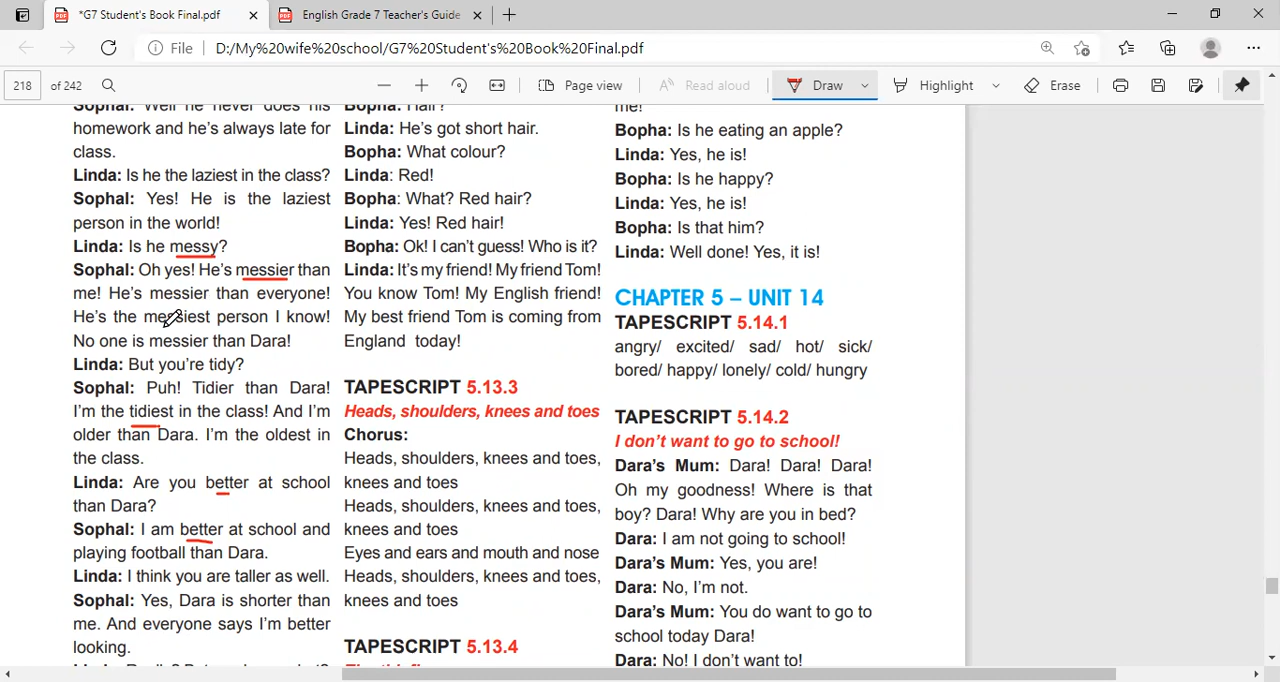 *G7 Student's Book Final.pdf
English Grade 7 Teacher's Guide
File
D:/My%20wife%20school/G7%20Student's%20Book%20Final.pdf
218
of 242
Page view
Read aloud
Draw
Highlight
Erase
Sophal: Well he never does his
homework and he's always late for
class.
Linda: Is he the laziest in the class?
Sophal: Yes! He is the laziest
person in the world!
Linda: Is he messy?
Sophal: Oh yes! He's messier than
me! He's messier than everyone!
He's the messiest person I know!
No one is messier than Dara!
Linda: But you're tidy?
Sophal: Puh! Tidier than Dara!
I'm the tidiest in the class! And I'm
older than Dara. I'm the oldest in
the class.
Linda: Are you better at school
than Dara?
Sophal: I am better at school and
playing football than Dara.
Linda: I think you are taller as well.
Sophal: Yes, Dara is shorter than
me. And everyone says I'm better
looking.
Bopha: Hair?
Linda: He's got short hair.
Bopha: What colour?
Linda: Red!
Bopha: What? Red hair?
Linda: Yes! Red hair!
Bopha: Ok! I can't guess! Who is it?
Linda: It's my friend! My friend Tom!
You know Tom! My English friend!
My best friend Tom is coming from
England today!
TAPESCRIPT 5.13.3
Heads, shoulders, knees and toes
Chorus:
Heads, shoulders, knees and toes,
knees and toes
Heads, shoulders, knees and toes,
knees and toes
Eyes and ears and mouth and nose
Heads, shoulders, knees and toes,
knees and toes
TAPESCRIPT 5.13.4
me!
Bopha: Is he eating an apple?
Linda: Yes, he is!
Bopha: Is he happy?
Linda: Yes, he is!
Bopha: Is that him?
Linda: Well done! Yes, it is!
CHAPTER 5 – UNIT 14
TAPESCRIPT 5.14.1
angry/ excited/ sad/ hot/ sick/
bored/ happy/ lonely/ cold/ hungry
TAPESCRIPT 5.14.2
I don't want to go to school!
Dara's Mum: Dara! Dara! Dara!
Oh my goodness! Where is that
boy? Dara! Why are you in bed?
Dara: I am not going to school!
Dara's Mum: Yes, you are!
Dara: No, I'm not.
Dara's Mum: You do want to go to
school today Dara!
Dara: No! I don't want to!